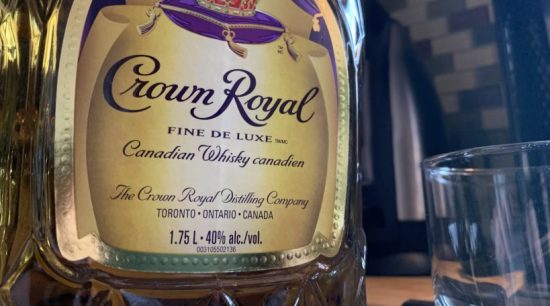 Crown Royal
FINE DE LUXE
Canadian Whisky canadien
The Crown Royal Distilling Company
TORONTO • ONTARIO • CANADA
1.75 L • 40% alc./vol.
003105502136